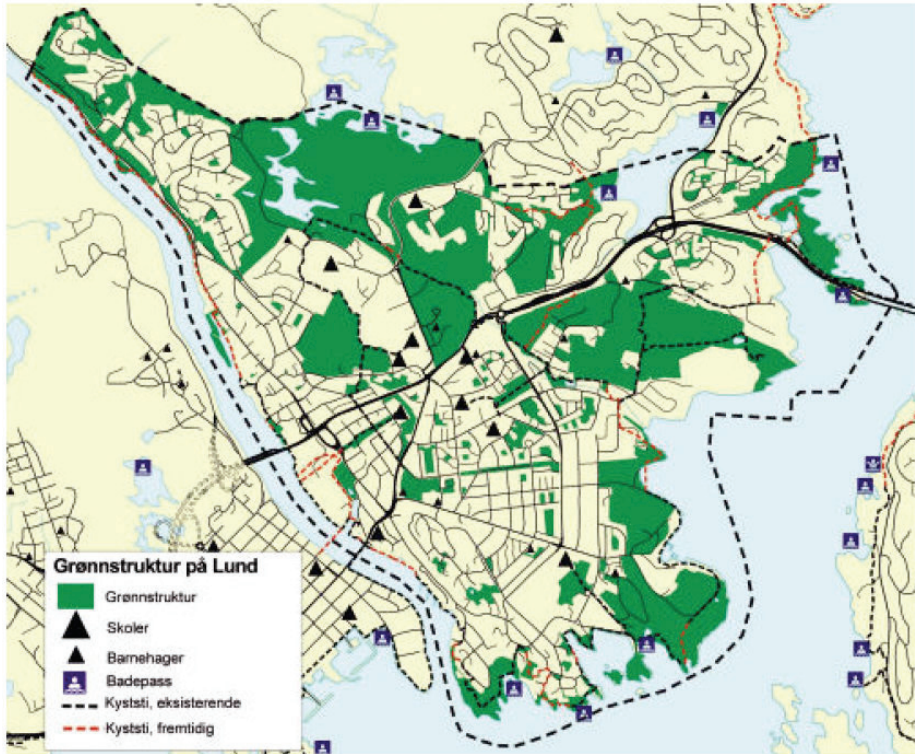 Grønnstruktur på Lund
Grønnstruktur
Skoler
Barnehager
Badepass
Kyststi, eksisterende
Kyststi, fremtidig